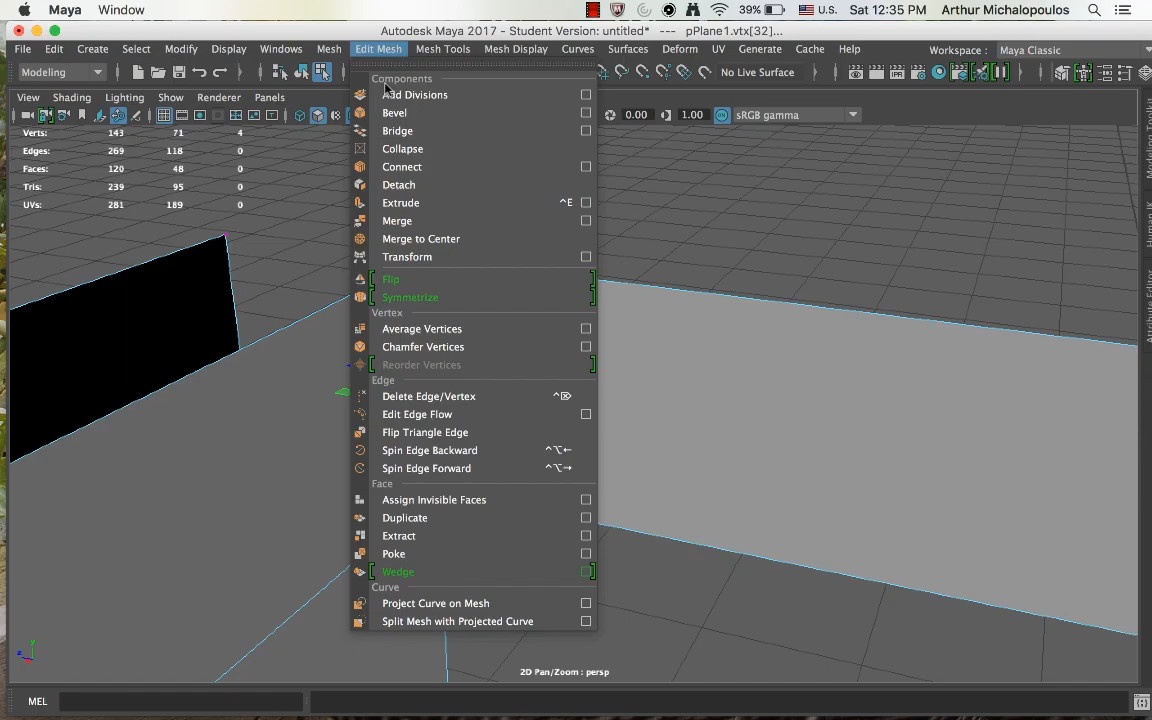 Maya Window 39% U.S. Sat 12:35 PM Arthur Michalopoulos
Autodesk Maya 2017 - Student Version: untitled* --- pPlane1.vtx[32]...
File Edit Create Select Modify Display Windows Mesh Edit Mesh Mesh Tools Mesh Display Curves Surfaces Deform UV Generate Cache Help Workspace : Maya Classic
Modeling No Live Surface
View Shading Lighting Show Renderer Panels
0.00 1.00 ON sRGB gamma
Verts: 143 71 4
Edges: 269 118 0
Faces: 120 48 0
Tris: 239 95 0
UVs: 281 189 0
Components
Add Divisions
Bevel
Bridge
Collapse
Connect
Detach
Extrude ^E
Merge
Merge to Center
Transform
Flip
Symmetrize
Vertex
Average Vertices
Chamfer Vertices
Reorder Vertices
Edge
Delete Edge/Vertex ^⌦
Edit Edge Flow
Flip Triangle Edge
Spin Edge Backward ^⌥←
Spin Edge Forward ^⌥→
Face
Assign Invisible Faces
Duplicate
Extract
Poke
Wedge
Curve
Project Curve on Mesh
Split Mesh with Projected Curve
2D Pan/Zoom : persp
y
z
MEL
Modeling Toolkit
Human IK
Attribute Editor